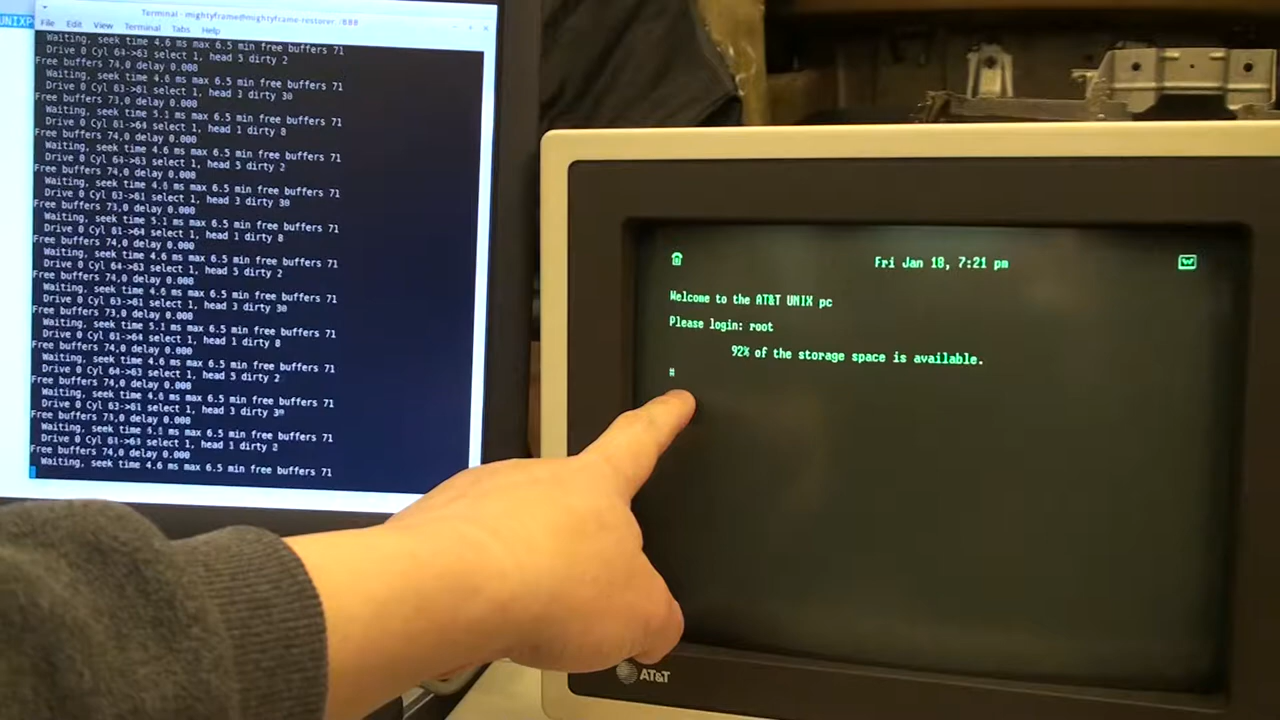 UNIXP
Terminal - mightyframe@mightyframe-restorer:/888
File Edit View Terminal Tabs Help
Waiting, seek time 4.6 ms max 6.5 min free buffers 71
Drive 0 Cyl 64->63 select 1, head 5 dirty 2
Free buffers 74,0 delay 0.008
Waiting, seek time 4.6 ms max 6.5 min free buffers 71
Drive 0 Cyl 63->61 select 1, head 3 dirty 30
Free buffers 73,0 delay 0.000
Waiting, seek time 5.1 ms max 6.5 min free buffers 71
Drive 0 Cyl 61->64 select 1, head 1 dirty 8
Free buffers 74,0 delay 0.000
Waiting, seek time 4.6 ms max 6.5 min free buffers 71
Drive 0 Cyl 64->63 select 1, head 5 dirty 2
Free buffers 74,0 delay 0.000
Waiting, seek time 4.6 ms max 6.5 min free buffers 71
Drive 0 Cyl 63->61 select 1, head 3 dirty 30
Free buffers 73,0 delay 0.000
Waiting, seek time 5.1 ms max 6.5 min free buffers 71
Drive 0 Cyl 61->64 select 1, head 1 dirty 8
Free buffers 74,0 delay 0.000
Waiting, seek time 4.6 ms max 6.5 min free buffers 71
Drive 0 Cyl 64->63 select 1, head 5 dirty 2
Free buffers 74,0 delay 0.000
Waiting, seek time 4.6 ms max 6.5 min free buffers 71
Drive 0 Cyl 63->61 select 1, head 3 dirty 30
Free buffers 73,0 delay 0.000
Waiting, seek time 5.1 ms max 6.5 min free buffers 71
Drive 0 Cyl 61->64 select 1, head 1 dirty 8
Free buffers 74,0 delay 0.000
Waiting, seek time 4.6 ms max 6.5 min free buffers 71
Drive 0 Cyl 64->63 select 1, head 5 dirty 2
Free buffers 74,0 delay 0.000
Waiting, seek time 4.6 ms max 6.5 min free buffers 71
Drive 0 Cyl 63->61 select 1, head 3 dirty
Free buffers 73,0 delay 0.000
Waiting, seek time ms max 6.5 min free buffers 71
Drive 0 Cyl select 1, head 1 dirty
Free buffers 74,0 delay 0.000
Waiting, seek time 4.6 ms max 6.5 min free buffers 71
Fri Jan 18, 7:21 pm
Welcome to the AT&T UNIX pc
Please login: root
92% of the storage space is available.
#
AT&T